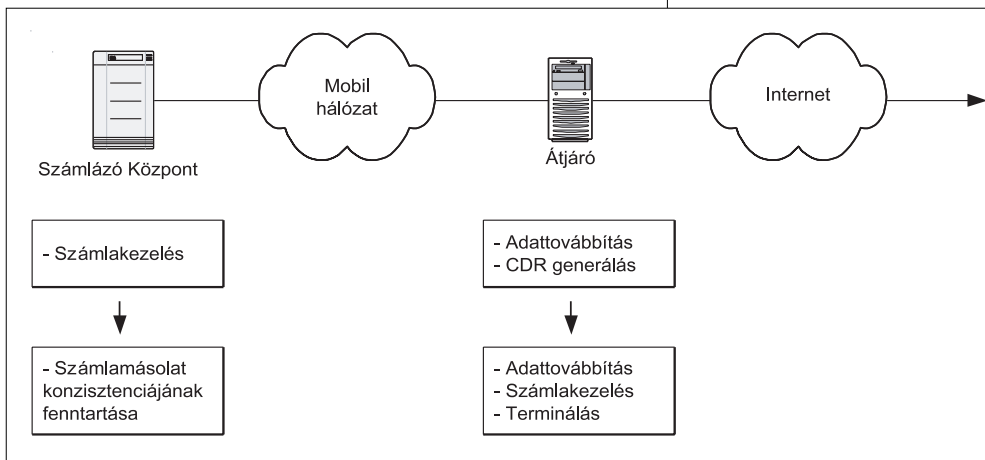 Mobil
hálózat
Internet
Számlázó Központ
Átjáró
- Számlakezelés
- Adattovábbítás
- CDR generálás
- Számlamásolat
konzisztenciájának
fenntartása
- Adattovábbítás
- Számlakezelés
- Terminálás